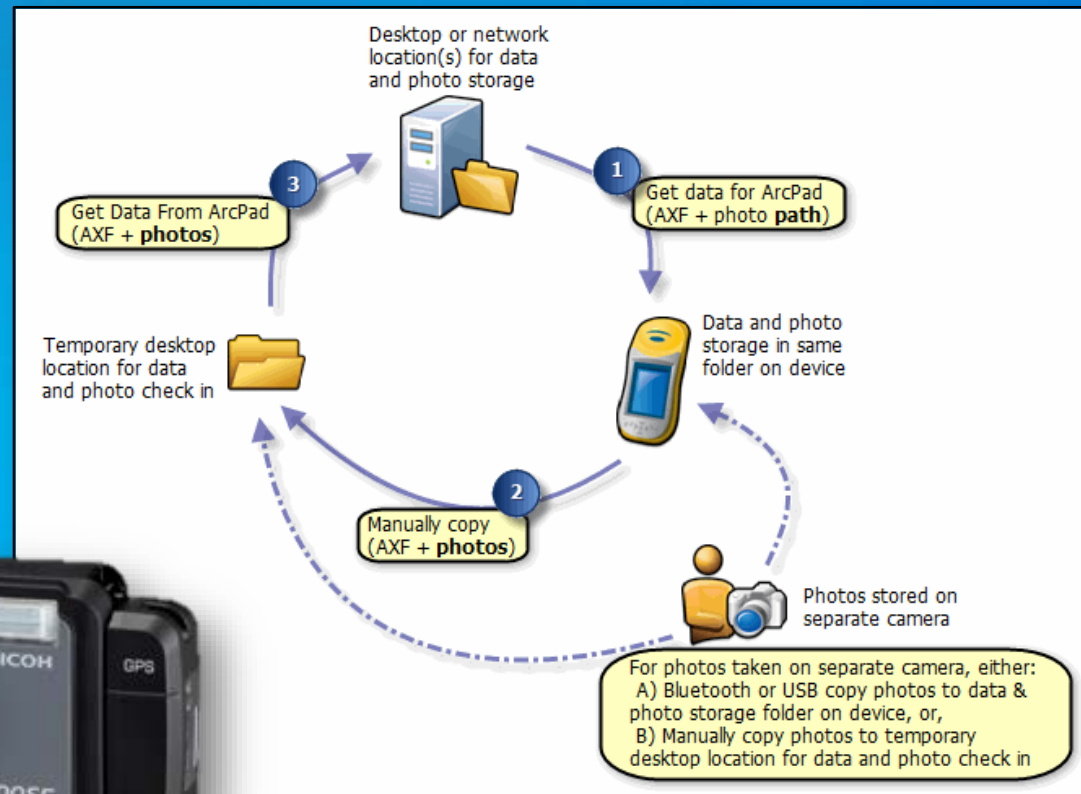 Desktop or network
location(s) for data
and photo storage
1
Get data for ArcPad
(AXF + photo path)
3
Get Data From ArcPad
(AXF + photos)
Data and photo
storage in same
folder on device
Temporary desktop
location for data
and photo check in
2
Manually copy
(AXF + photos)
Photos stored on
separate camera
For photos taken on separate camera, either:
A) Bluetooth or USB copy photos to data &
photo storage folder on device, or,
B) Manually copy photos to temporary
desktop location for data and photo check in
ICOH
GPS